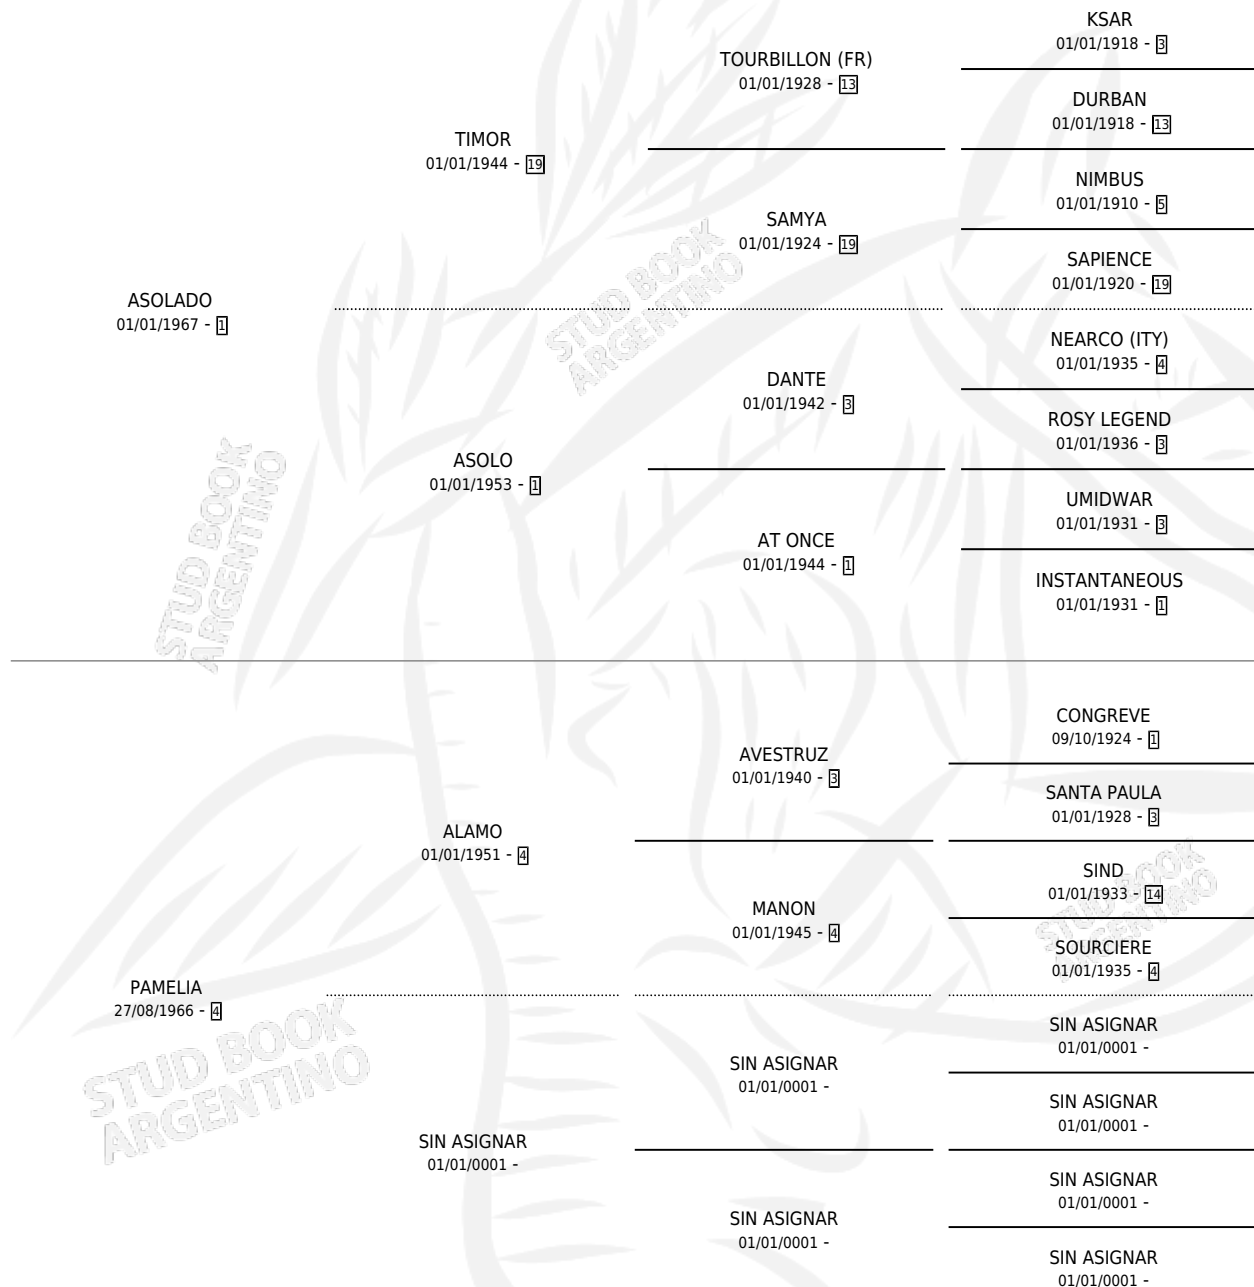 KSAR
01/01/1918 - 3
TOURBILLON (FR)
01/01/1928 - 13
DURBAN
01/01/1918 - 13
TIMOR
01/01/1944 - 19
NIMBUS
01/01/1910 - 5
SAMYA
01/01/1924 - 19
SAPIENCE
01/01/1920 - 19
ASOLADO
01/01/1967 - 1
NEARCO (ITY)
01/01/1935 - 4
DANTE
01/01/1942 - 3
ROSY LEGEND
01/01/1936 - 3
ASOLO
01/01/1953 - 1
UMIDWAR
01/01/1931 - 3
AT ONCE
01/01/1944 - 1
INSTANTANEOUS
01/01/1931 - 1
CONGREVE
09/10/1924 - 1
AVESTRUZ
01/01/1940 - 3
SANTA PAULA
01/01/1928 - 3
ALAMO
01/01/1951 - 4
SIND
01/01/1933 - 14
MANON
01/01/1945 - 4
SOURCIERE
01/01/1935 - 4
PAMELIA
27/08/1966 - 4
SIN ASIGNAR
01/01/0001 -
SIN ASIGNAR
01/01/0001 -
SIN ASIGNAR
01/01/0001 -
SIN ASIGNAR
01/01/0001 -
SIN ASIGNAR
01/01/0001 -
SIN ASIGNAR
01/01/0001 -
SIN ASIGNAR
01/01/0001 -
STUD BOOK
ARGENTINO
STUD BOOK
ARGENTINO
STUD BOOK
ARGENTINO
STUD BOOK
ARGENTINO